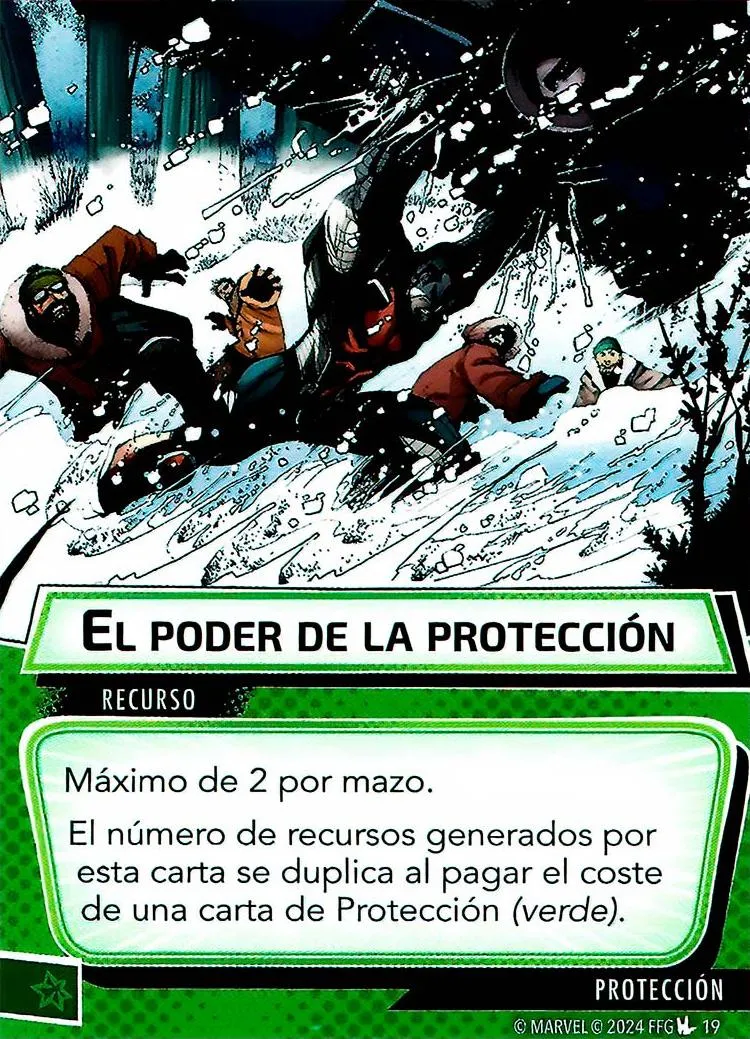 EL PODER DE LA PROTECCIÓN
RECURSO
Máximo de 2 por mazo.
El número de recursos generados por
esta carta se duplica al pagar el coste
de una carta de Protección (verde).
PROTECCIÓN
© MARVEL © 2024 FFG 19